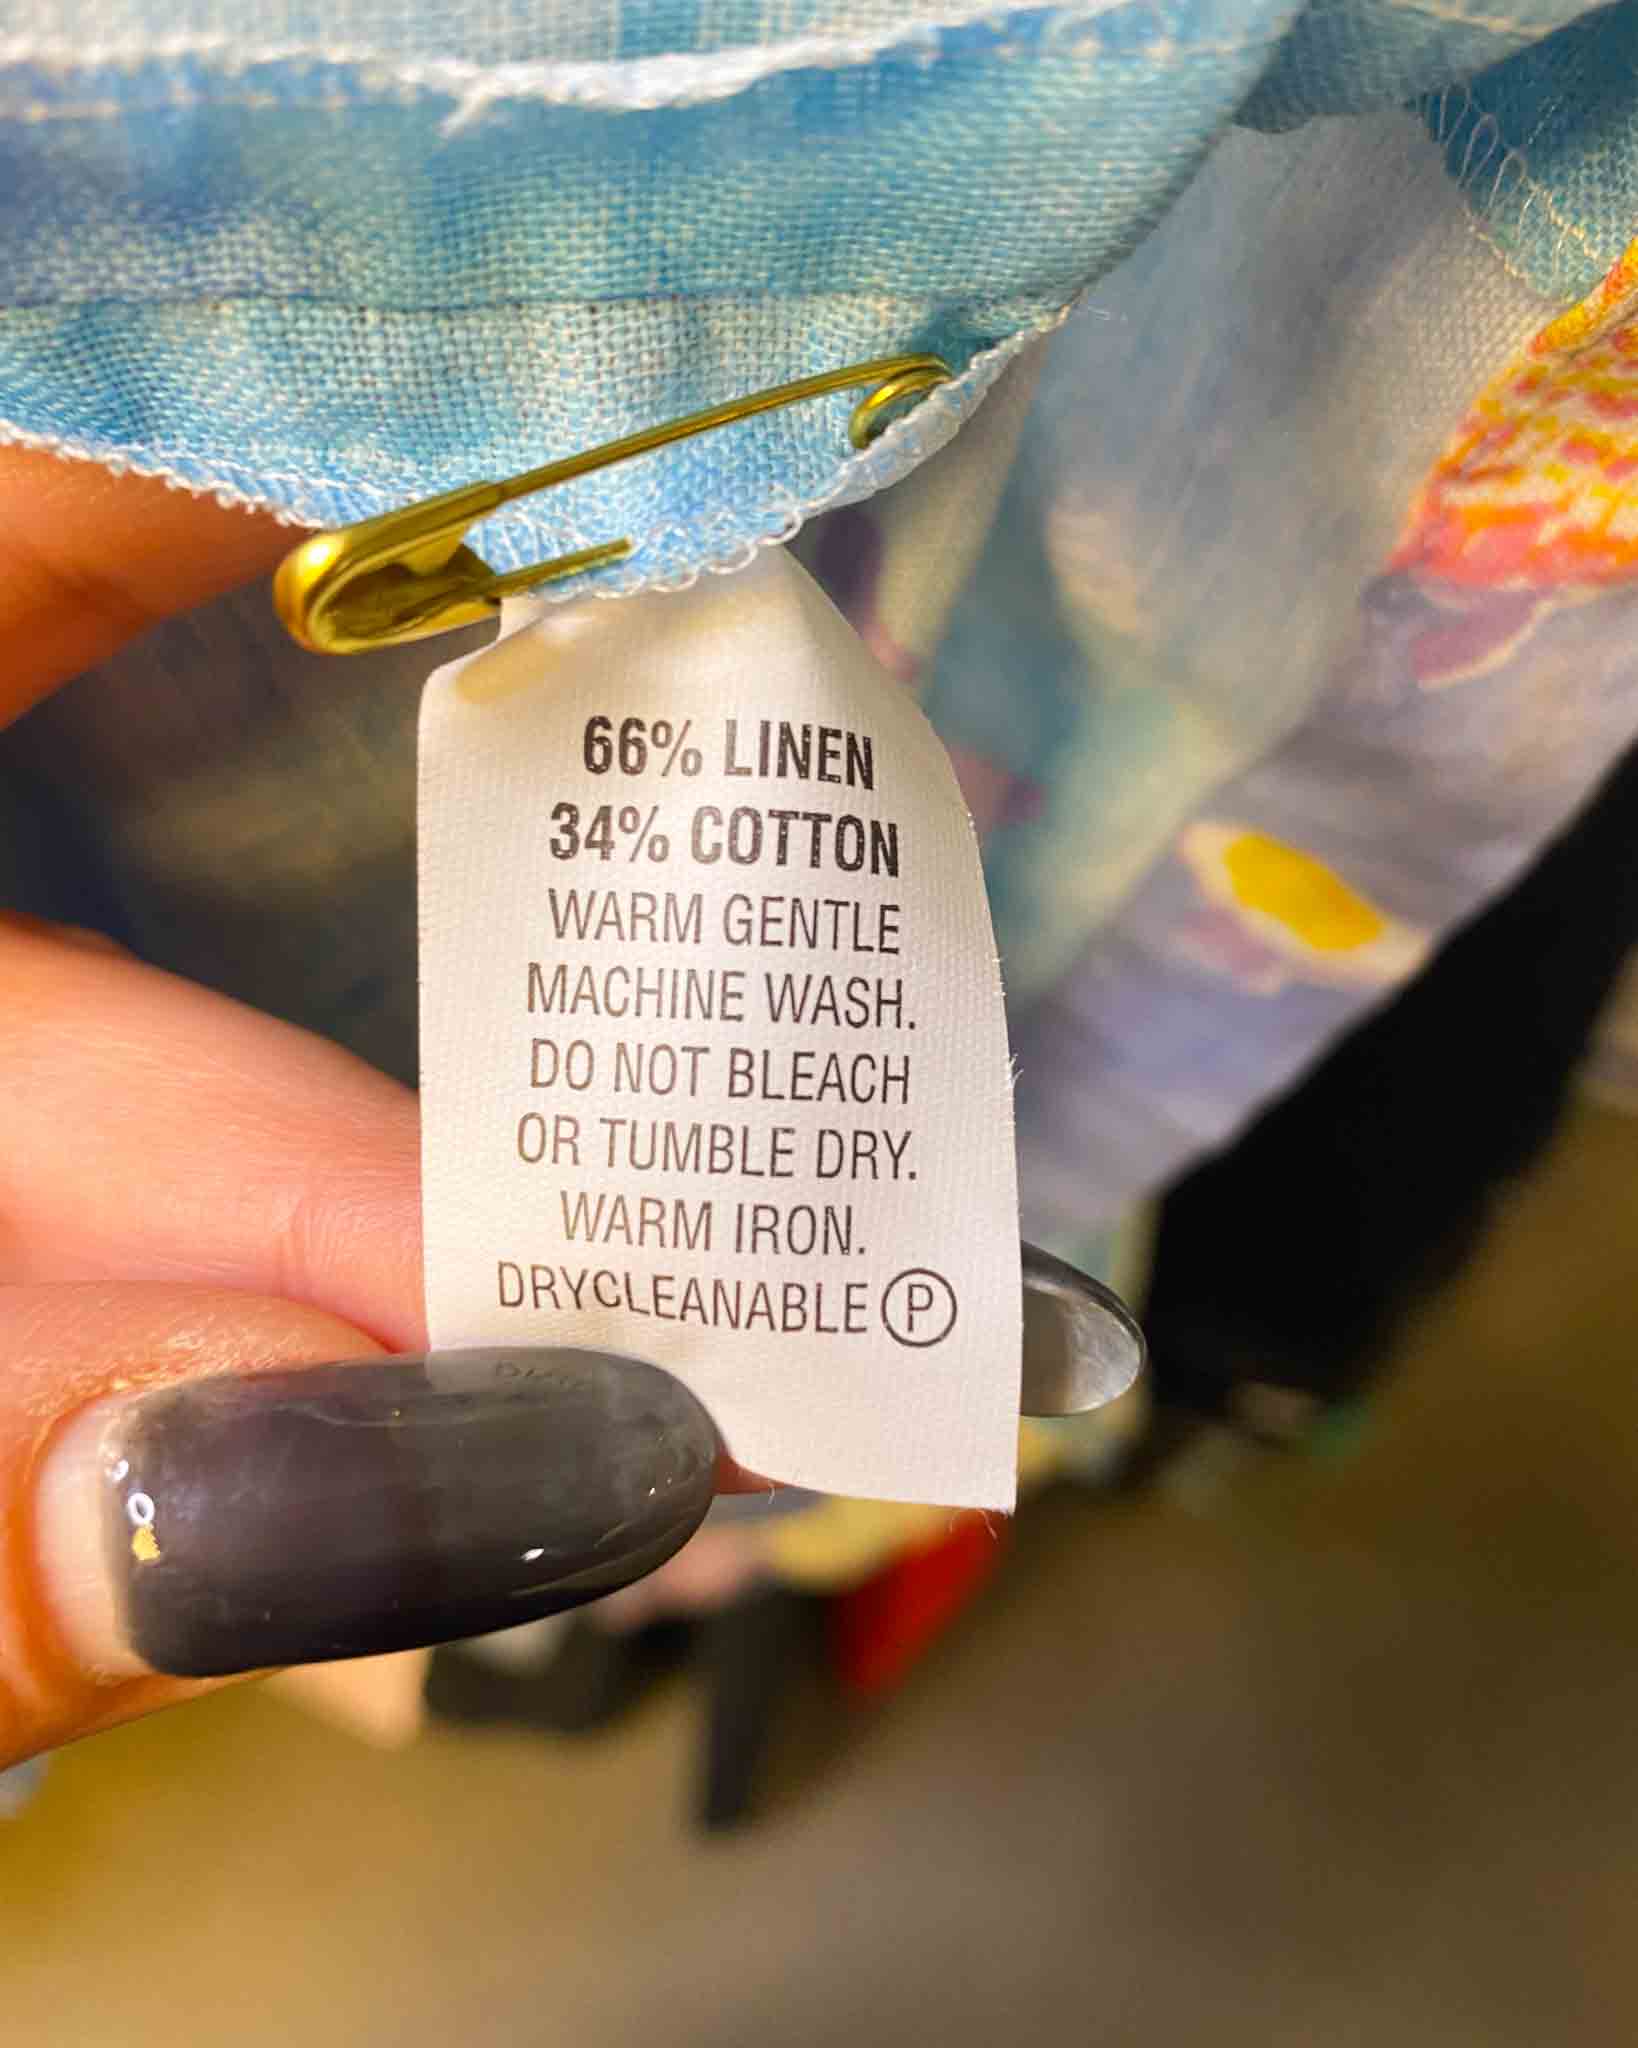 66% LINEN
34% COTTON
WARM GENTLE
MACHINE WASH.
DO NOT BLEACH
OR TUMBLE DRY.
WARM IRON.
DRYCLEANABLE Ⓟ